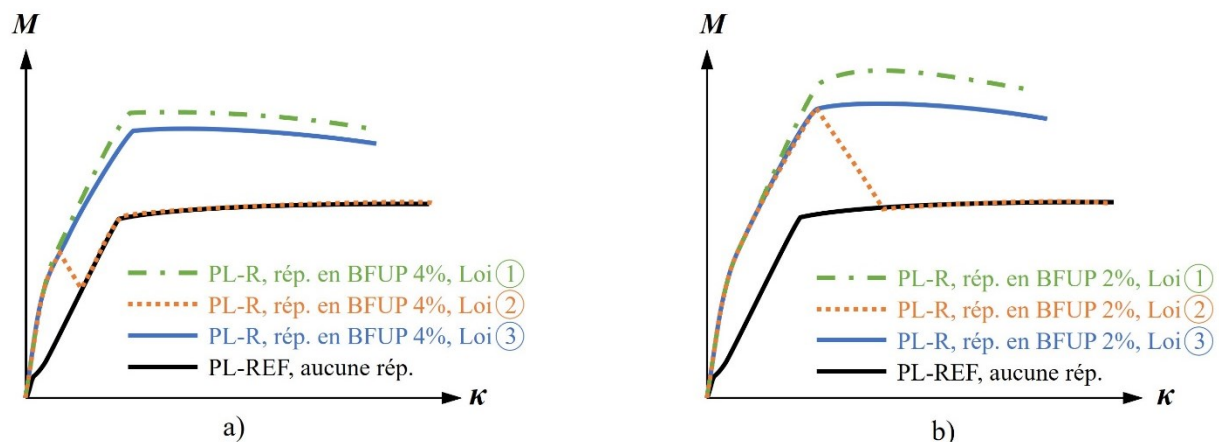 M
PL-R, rép. en BFUP 4%, Loi ①
PL-R, rép. en BFUP 4%, Loi ②
PL-R, rép. en BFUP 4%, Loi ③
PL-REF, aucune rép.
κ
a)
M
PL-R, rép. en BFUP 2%, Loi ①
PL-R, rép. en BFUP 2%, Loi ②
PL-R, rép. en BFUP 2%, Loi ③
PL-REF, aucune rép.
κ
b)